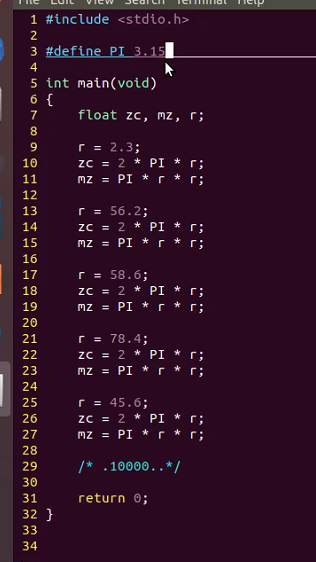 File Edit View Search Terminal Help
1 #include <stdio.h>
2
3 #define PI 3.15
4
5 int main(void)
6 {
7 float zc, mz, r;
8
9 r = 2.3;
10 zc = 2 * PI * r;
11 mz = PI * r * r;
12
13 r = 56.2;
14 zc = 2 * PI * r;
15 mz = PI * r * r;
16
17 r = 58.6;
18 zc = 2 * PI * r;
19 mz = PI * r * r;
20
21 r = 78.4;
22 zc = 2 * PI * r;
23 mz = PI * r * r;
24
25 r = 45.6;
26 zc = 2 * PI * r;
27 mz = PI * r * r;
28
29 /* .10000..*/
30
31 return 0;
32 }
33
34